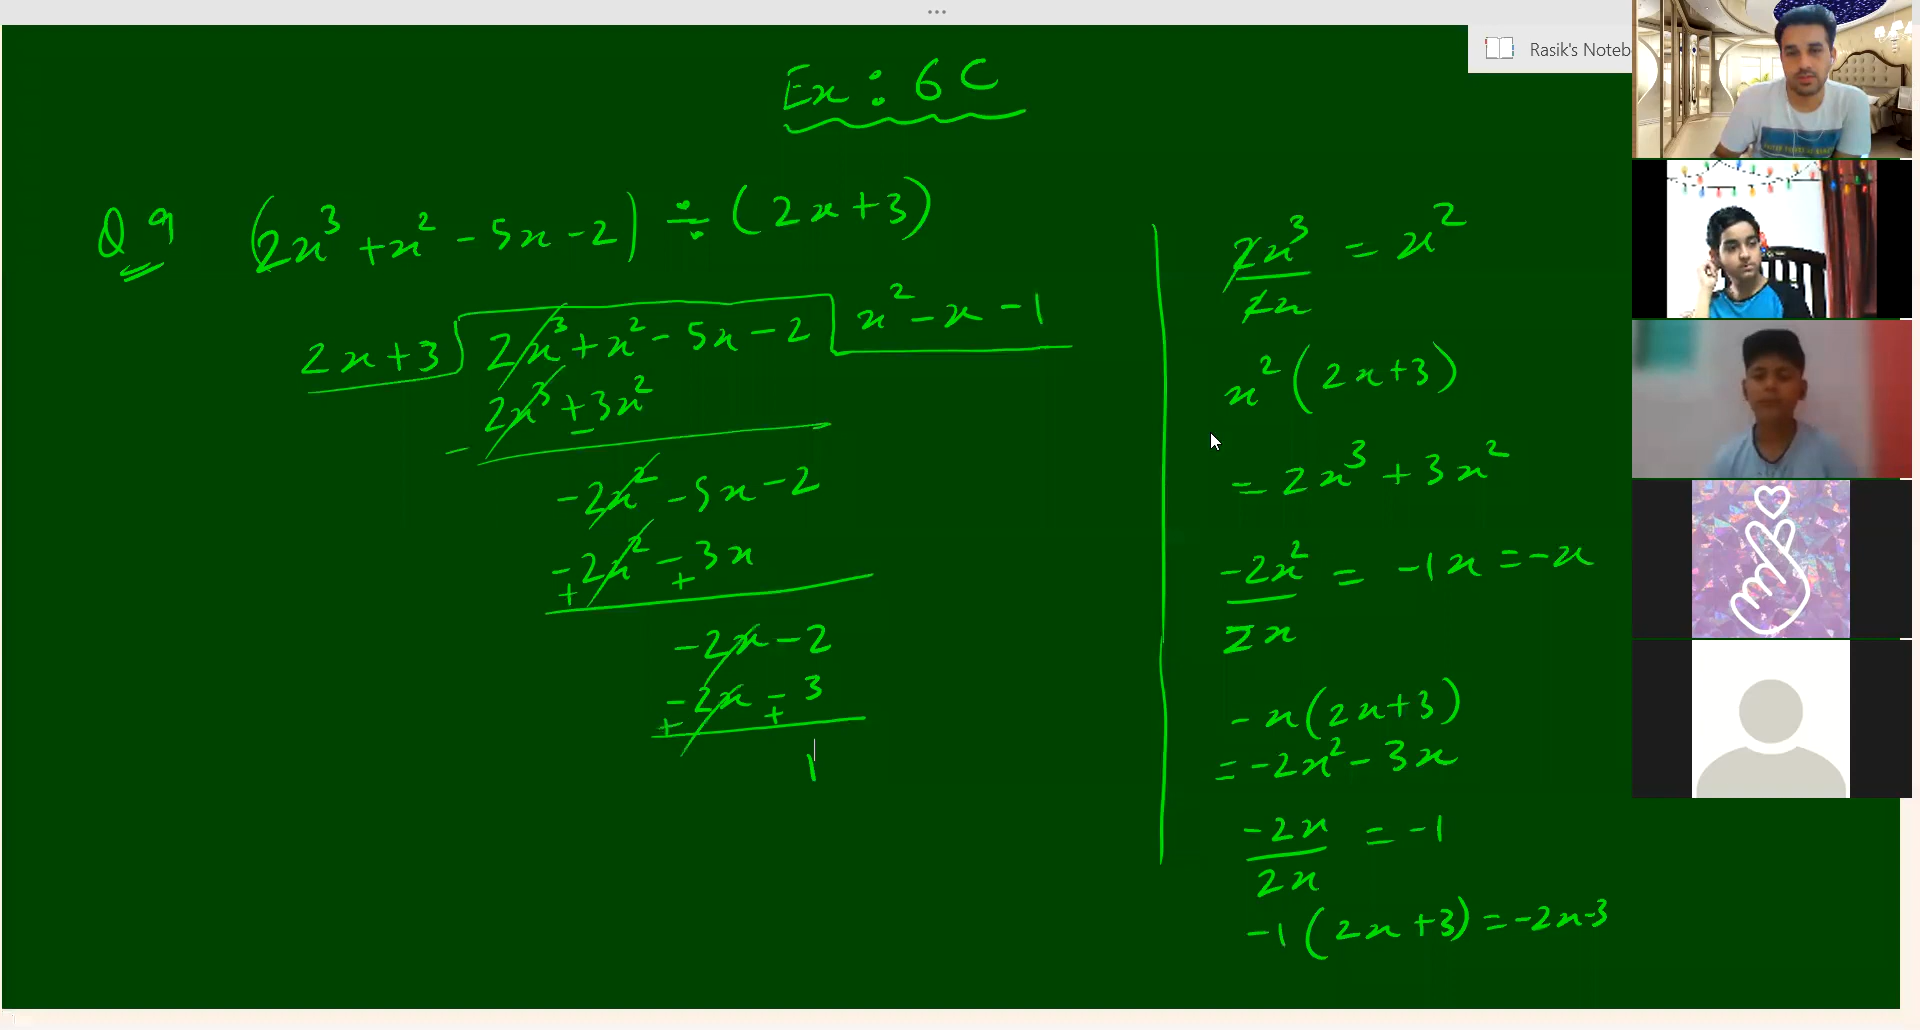 Rasik's Noteb
Ex : 6 C
Q 9 (2x³ + x² - 5x - 2) ÷ (2x + 3)
2x + 3) 2x³ + x² - 5x - 2 | x² - x - 1
2x³ + 3x²
- -
-2x² - 5x - 2
-2x² - 3x
+ +
-2x - 2
-2x - 3
+ +
1
2x³/2x = x²
x² (2x + 3)
= 2x³ + 3x²
-2x²/2x = -1x = -x
-x (2x + 3)
= -2x² - 3x
-2x/2x = -1
-1 (2x + 3) = -2x - 3